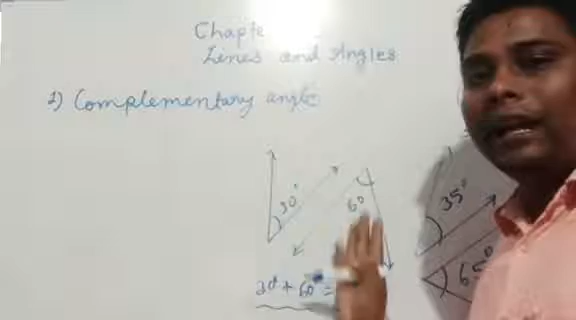 Chapte
Lines and Angles
1) Complementary angle
30°
60
35°
65°
30° + 60° =